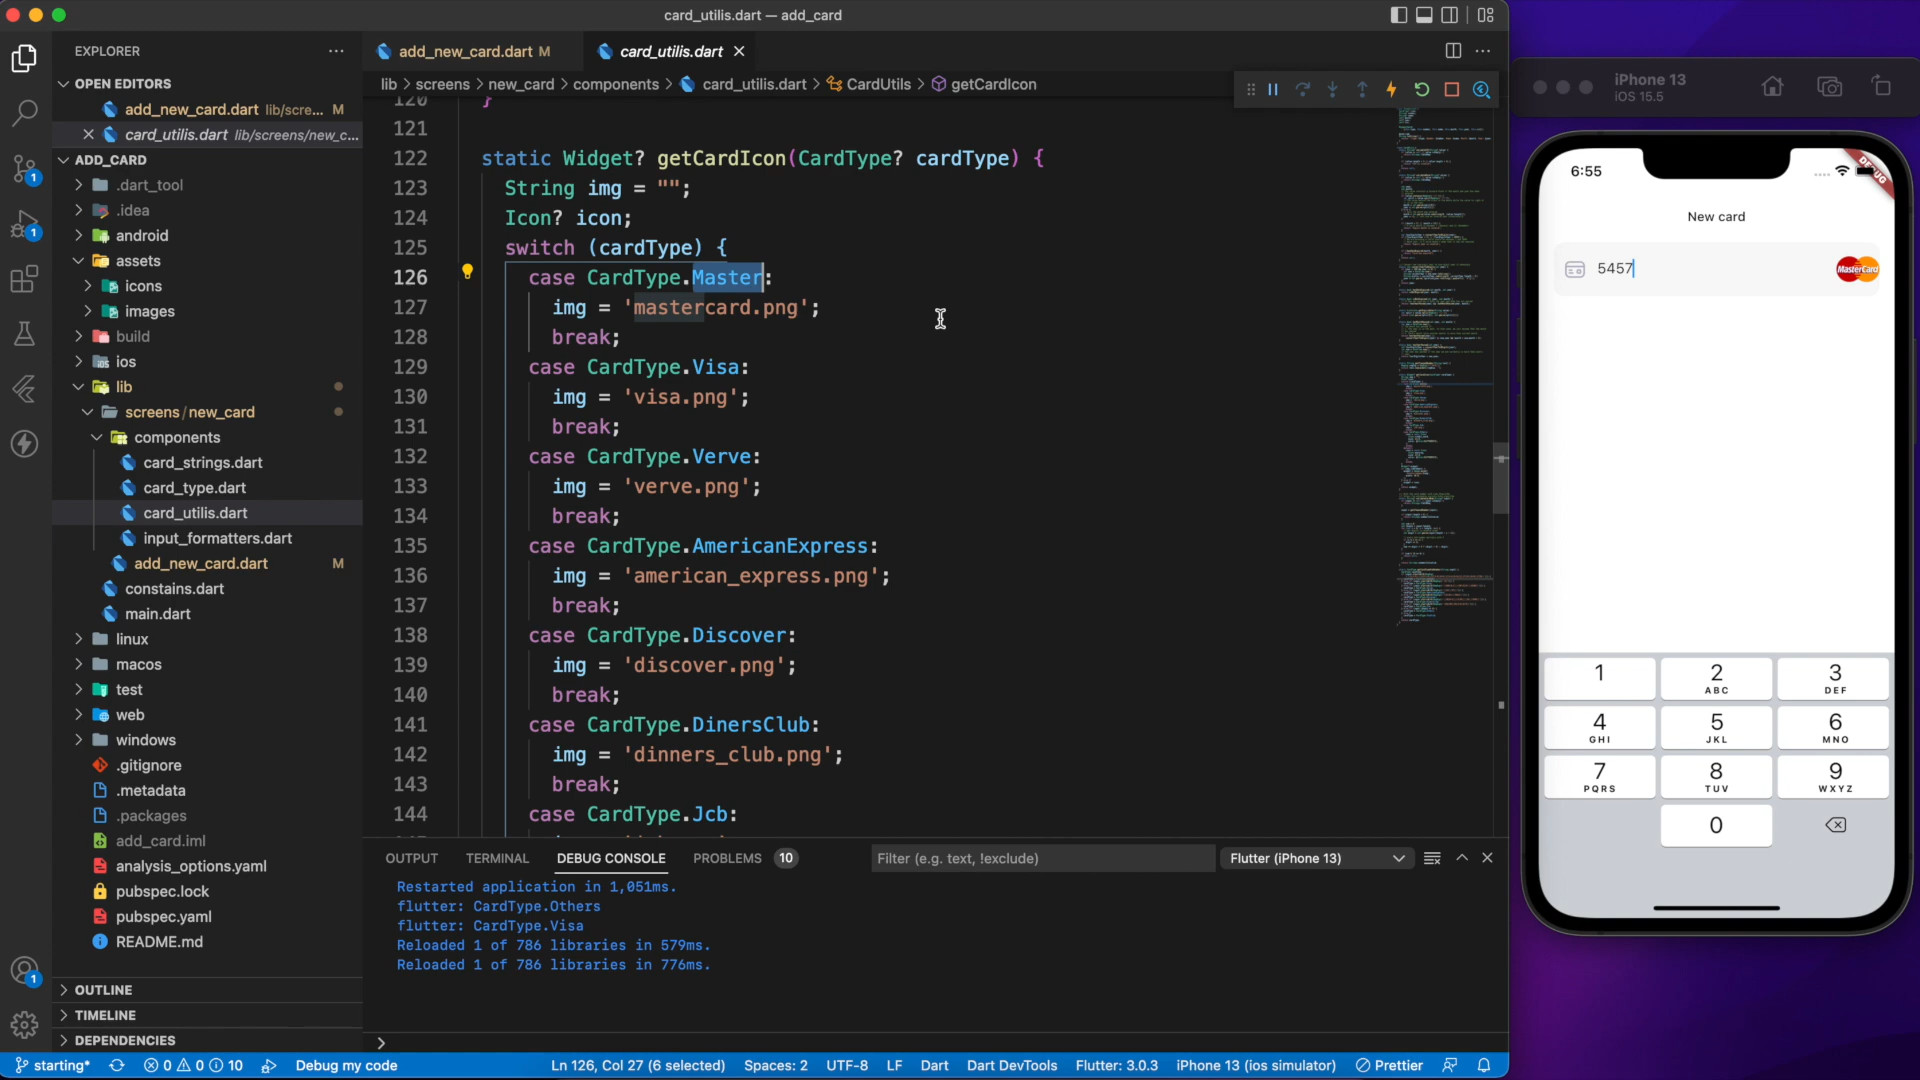 card_utilis.dart — add_card
EXPLORER
OPEN EDITORS
add_new_card.dart lib/scre... M
card_utilis.dart lib/screens/new_c...
ADD_CARD
.dart_tool
.idea
android
assets
icons
images
build
ios
lib
screens/new_card
components
card_strings.dart
card_type.dart
card_utilis.dart
input_formatters.dart
add_new_card.dart M
constains.dart
main.dart
linux
macos
test
web
windows
.gitignore
.metadata
.packages
add_card.iml
analysis_options.yaml
pubspec.lock
pubspec.yaml
README.md
OUTLINE
TIMELINE
DEPENDENCIES
1
1
1
add_new_card.dart M
card_utilis.dart
lib > screens > new_card > components > card_utilis.dart > CardUtils > getCardIcon
120 }
121
122 static Widget? getCardIcon(CardType? cardType) {
123 String img = "";
124 Icon? icon;
125 switch (cardType) {
126 case CardType.Master:
127 img = 'mastercard.png';
128 break;
129 case CardType.Visa:
130 img = 'visa.png';
131 break;
132 case CardType.Verve:
133 img = 'verve.png';
134 break;
135 case CardType.AmericanExpress:
136 img = 'american_express.png';
137 break;
138 case CardType.Discover:
139 img = 'discover.png';
140 break;
141 case CardType.DinersClub:
142 img = 'dinners_club.png';
143 break;
144 case CardType.Jcb:
OUTPUT TERMINAL DEBUG CONSOLE PROBLEMS 10
Filter (e.g. text, !exclude)
Flutter (iPhone 13)
Restarted application in 1,051ms.
flutter: CardType.Others
flutter: CardType.Visa
Reloaded 1 of 786 libraries in 579ms.
Reloaded 1 of 786 libraries in 776ms.
>
starting* 0 0 10 Debug my code Ln 126, Col 27 (6 selected) Spaces: 2 UTF-8 LF Dart Dart DevTools Flutter: 3.0.3 iPhone 13 (ios simulator) Prettier
iPhone 13
iOS 15.5
6:55
DEBUG
New card
5457
MasterCard
1 2 3
ABC DEF
4 5 6
GHI JKL MNO
7 8 9
PQRS TUV WXYZ
0